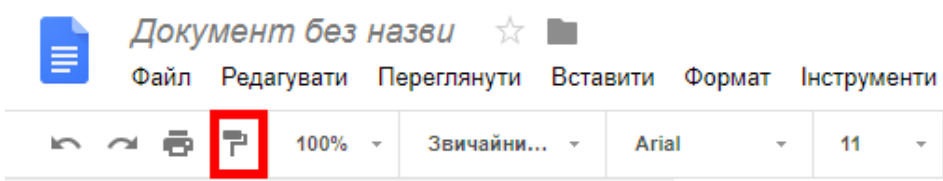 Документ без назви
Файл Редагувати Переглянути Вставити Формат Інструменти
100% Звичайни... Arial 11